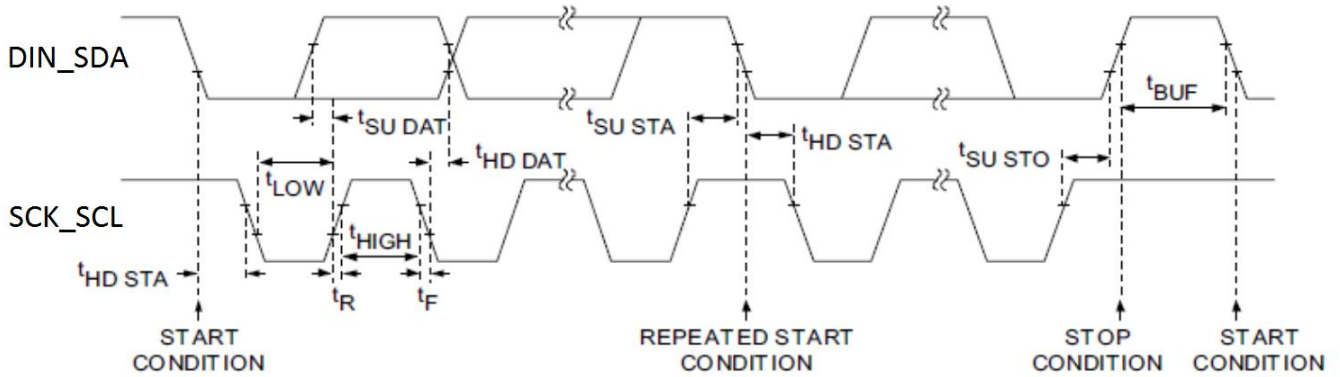 DIN_SDA
tSU DAT
tHD DAT
tSU STA
tHD STA
tSU STO
tBUF
SCK_SCL
tLOW
tHIGH
tHD STA
tR
tF
START
CONDITION
REPEATED START
CONDITION
STOP
CONDITION
START
CONDITION